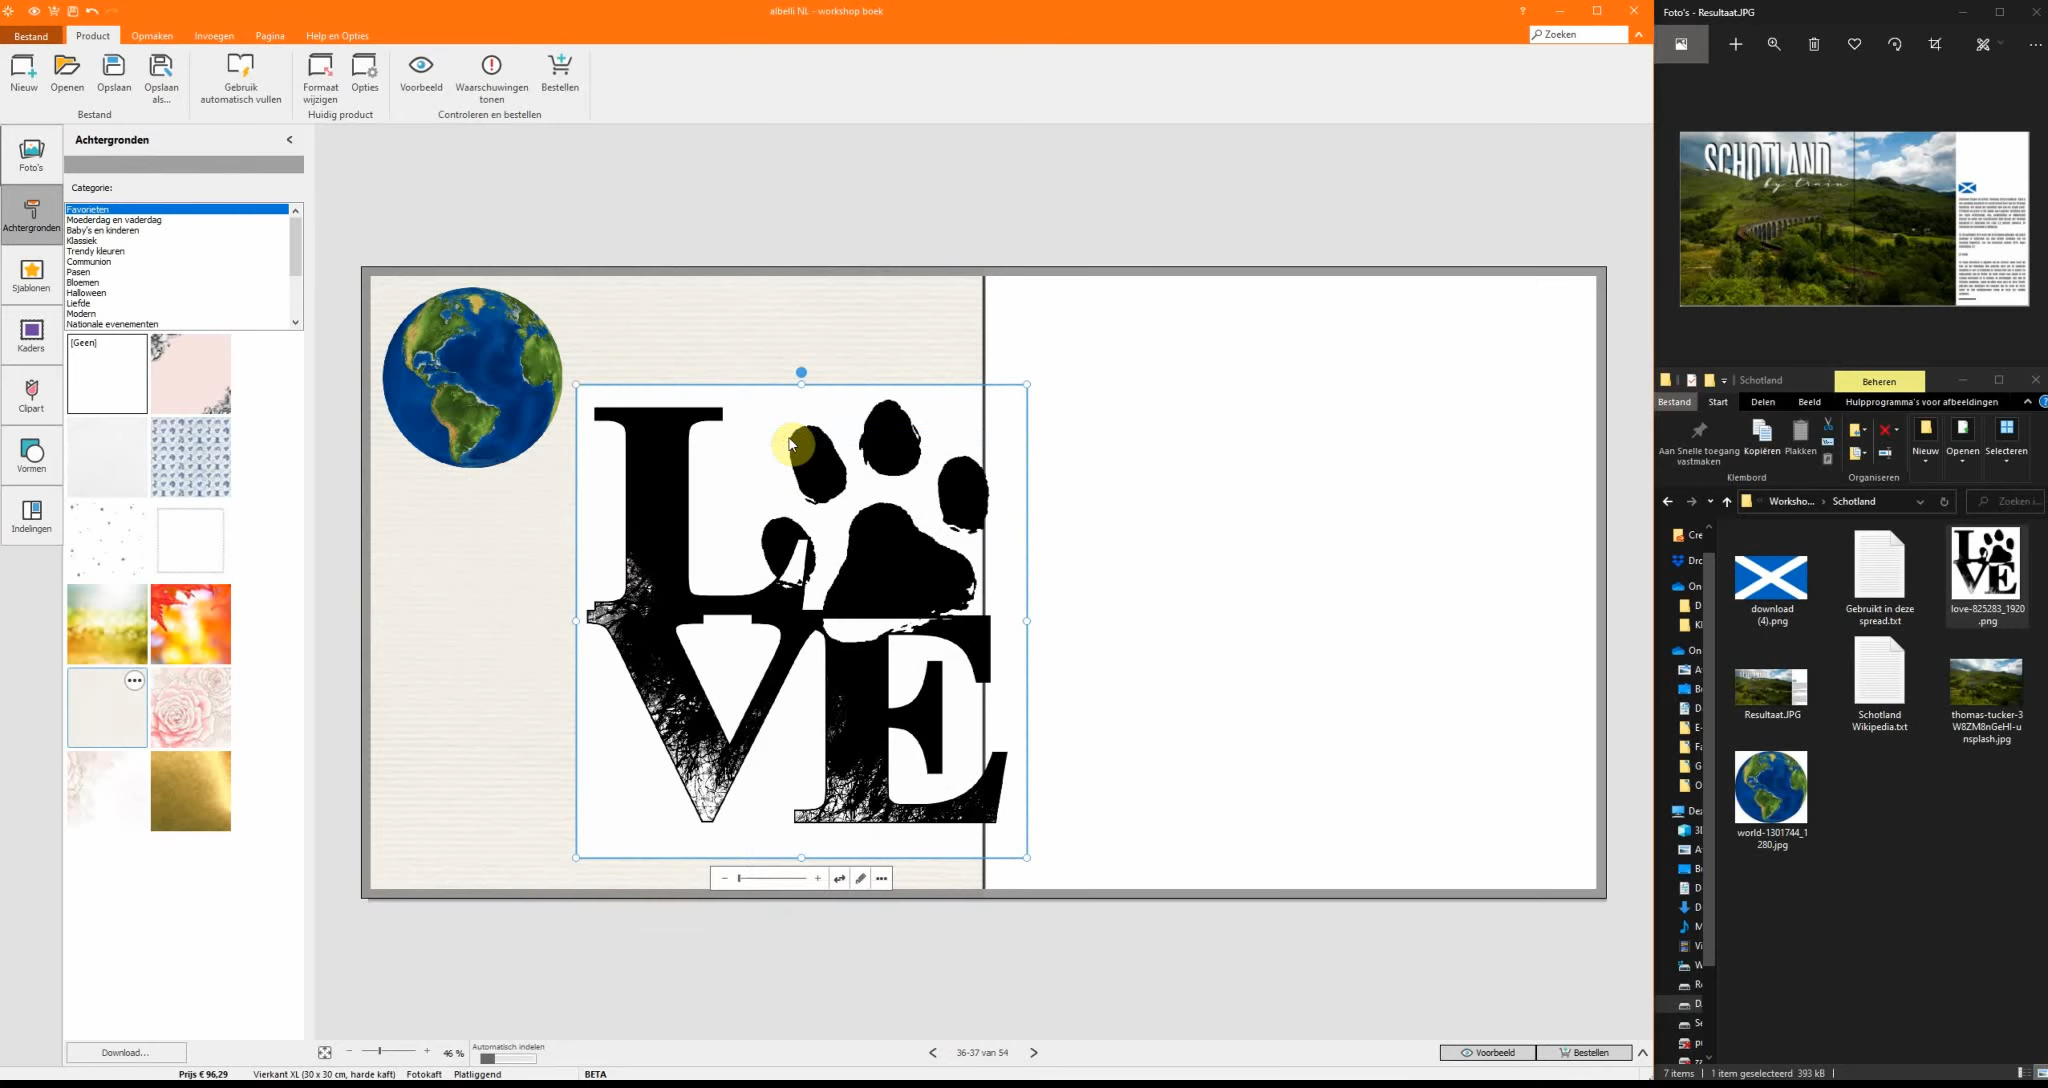 albelli NL - workshop boek
Bestand
Product
Opmaken
Invoegen
Pagina
Help en Opties
Zoeken
Nieuw
Openen
Opslaan
Opslaan
als...
Gebruik
automatisch vullen
Formaat
wijzigen
Opties
Voorbeeld
Waarschuwingen
tonen
Bestellen
Bestand
Huidig product
Controleren en bestellen
Foto's
Achtergronden
Sjablonen
Kaders
Clipart
Vormen
Indelingen
Achtergronden
Categorie:
Favorieten
Moederdag en vaderdag
Baby's en kinderen
Klassiek
Trendy kleuren
Communion
Pasen
Bloemen
Halloween
Liefde
Modern
Nationale evenementen
[Geen]
Download...
L
VE
46 %
Automatisch indelen
36-37 van 54
Voorbeeld
Bestellen
Prijs € 96,29
Vierkant XL (30 x 30 cm, harde kaft)
Fotokaft
Platliggend
BETA
Foto's - Resultaat.JPG
SCHOTLAND
by train
Schotland
Beheren
Bestand
Start
Delen
Beeld
Hulpprogramma's voor afbeeldingen
Aan Snelle toegang
vastmaken
Kopiëren
Plakken
Nieuw
Openen
Selecteren
Klembord
Organiseren
Worksho...
Schotland
Zoeken i...
download
(4).png
Gebruikt in deze
spread.txt
LVE
love-825283_1920
.png
Resultaat.JPG
Schotland
Wikipedia.txt
thomas-tucker-3
W8ZM8nGeHI-u
nsplash.jpg
world-1301744_1
280.jpg
7 items
1 item geselecteerd 393 kB